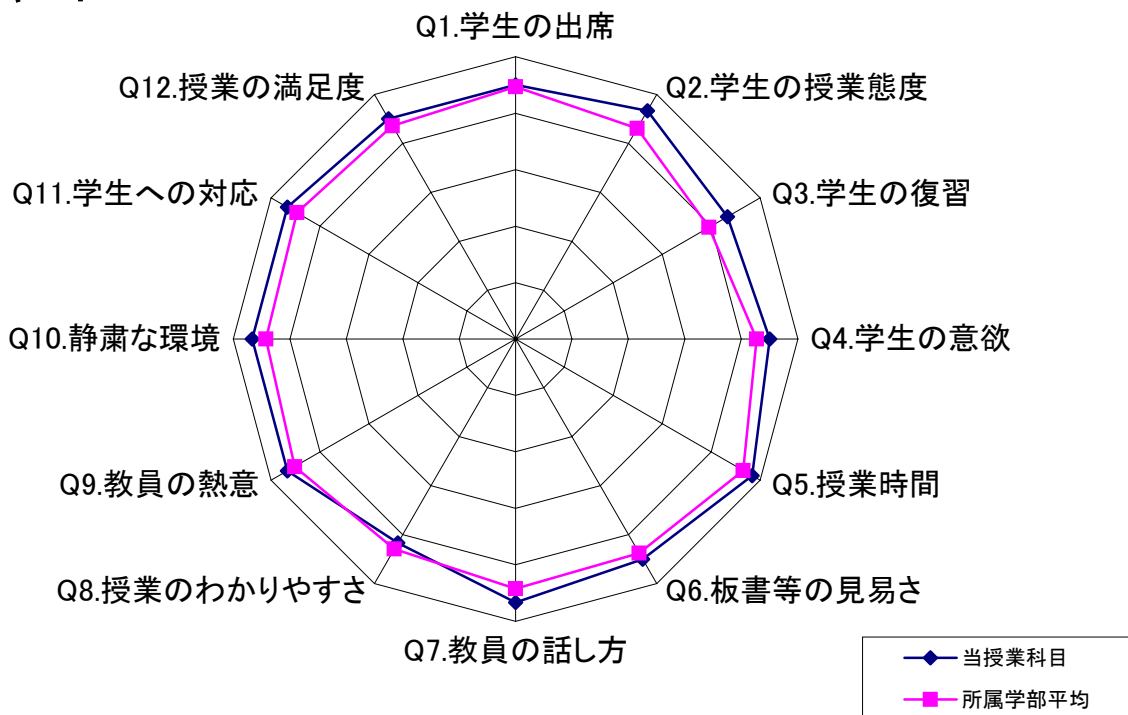 Q1.学生の出席
Q2.学生の授業態度
Q3.学生の復習
Q4.学生の意欲
Q5.授業時間
Q6.板書等の見易さ
Q7.教員の話し方
Q8.授業のわかりやすさ
Q9.教員の熱意
Q10.静粛な環境
Q11.学生への対応
Q12.授業の満足度
当授業科目
所属学部平均